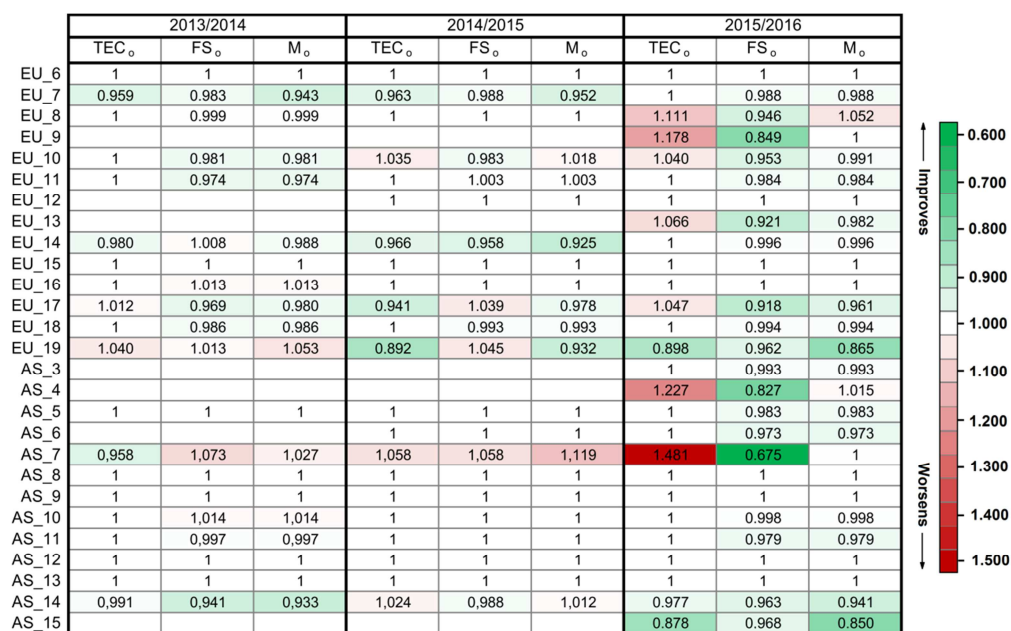 2013/2014 2014/2015 2015/2016
TEC o FS o M o TEC o FS o M o TEC o FS o M o
EU_6 1 1 1 1 1 1 1 1 1
EU_7 0.959 0.983 0.943 0.963 0.988 0.952 1 0.988 0.988
EU_8 1 0.999 0.999 1 1 1 1.111 0.946 1.052
EU_9 1.178 0.849 1
EU_10 1 0.981 0.981 1.035 0.983 1.018 1.040 0.953 0.991
EU_11 1 0.974 0.974 1 1.003 1.003 1 0.984 0.984
EU_12 1 1 1 1 1 1
EU_13 1.066 0.921 0.982
EU_14 0.980 1.008 0.988 0.966 0.958 0.925 1 0.996 0.996
EU_15 1 1 1 1 1 1 1 1 1
EU_16 1 1.013 1.013 1 1 1 1 1 1
EU_17 1.012 0.969 0.980 0.941 1.039 0.978 1.047 0.918 0.961
EU_18 1 0.986 0.986 1 0.993 0.993 1 0.994 0.994
EU_19 1.040 1.013 1.053 0.892 1.045 0.932 0.898 0.962 0.865
AS_3 1 0,993 0.993
AS_4 1.227 0.827 1.015
AS_5 1 1 1 1 1 1 1 0.983 0.983
AS_6 1 1 1 1 0.973 0.973
AS_7 0,958 1,073 1,027 1,058 1,058 1,119 1.481 0.675 1
AS_8 1 1 1 1 1 1 1 1 1
AS_9 1 1 1 1 1 1 1 1 1
AS_10 1 1,014 1,014 1 1 1 1 0.998 0.998
AS_11 1 0,997 0,997 1 1 1 1 0.979 0.979
AS_12 1 1 1 1 1 1 1 1 1
AS_13 1 1 1 1 1 1 1 1 1
AS_14 0,991 0,941 0,933 1,024 0,988 1,012 0.977 0.963 0.941
AS_15 0.878 0.968 0.850
Improves
Worsens
0.600
0.700
0.800
0.900
1.000
1.100
1.200
1.300
1.400
1.500